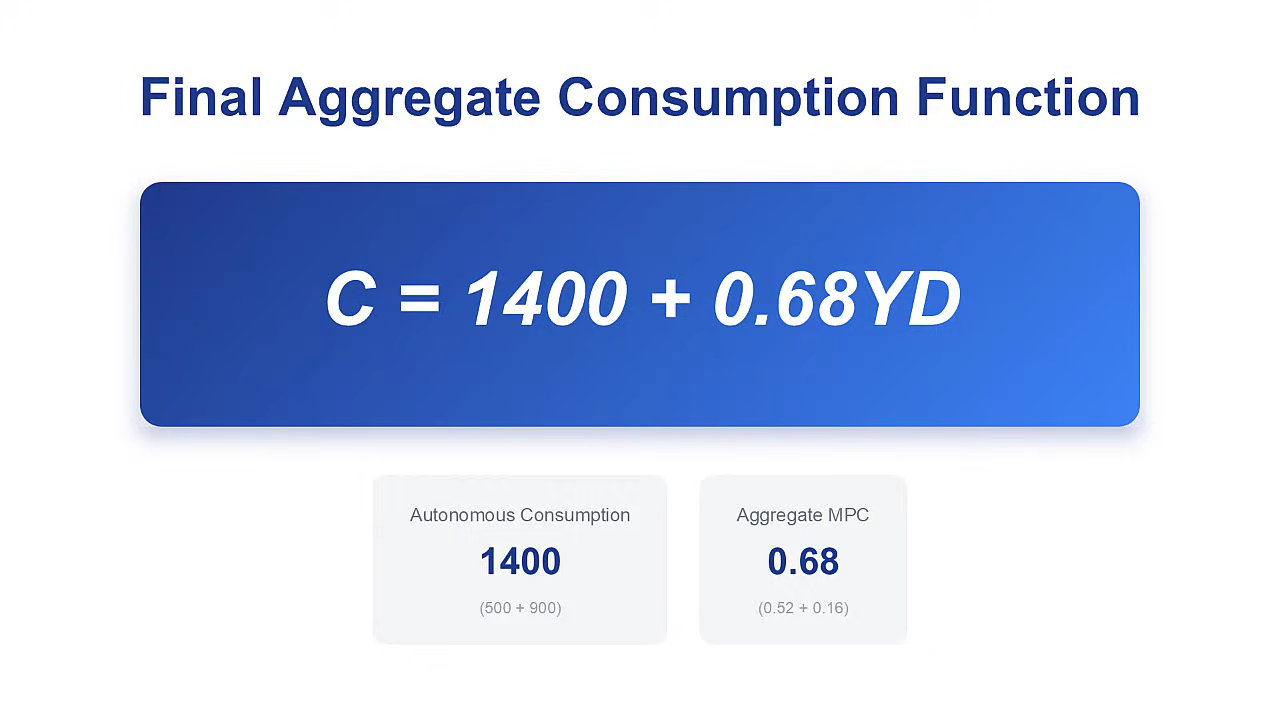 Final Aggregate Consumption Function
C = 1400 + 0.68YD
Autonomous Consumption
1400
(500 + 900)
Aggregate MPC
0.68
(0.52 + 0.16)